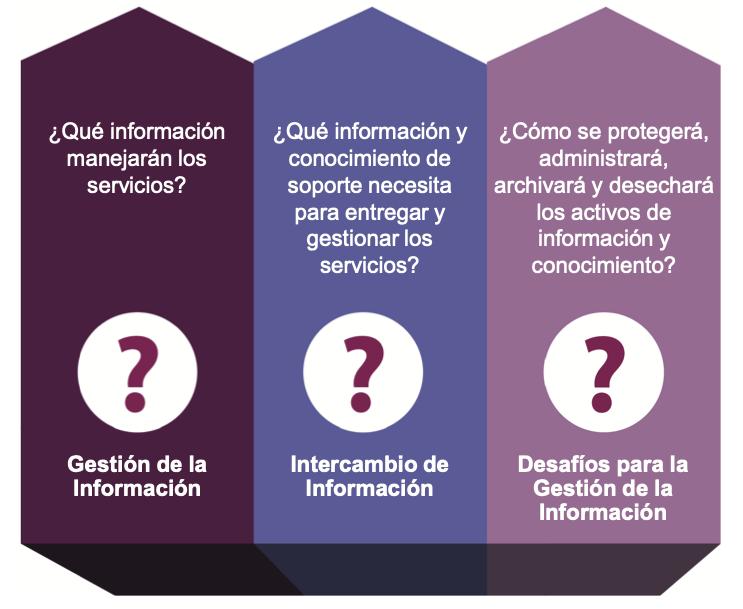 ¿Qué información
manejarán los
servicios?
?
Gestión de la
Información
¿Qué información y
conocimiento de
soporte necesita
para entregar y
gestionar los
servicios?
?
Intercambio de
Información
¿Cómo se protegerá,
administrará,
archivará y desechará
los activos de
información y
conocimiento?
?
Desafíos para la
Gestión de la
Información